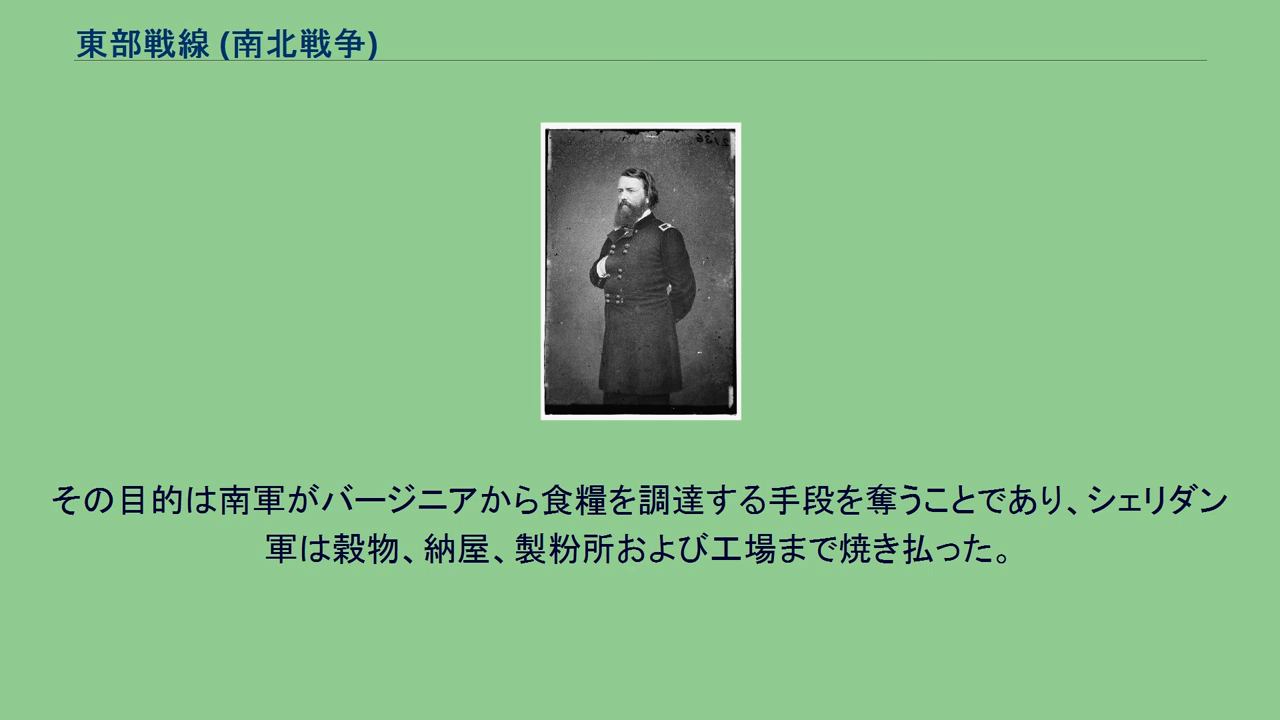 東部戦線 (南北戦争)
その目的は南軍がバージニアから食糧を調達する手段を奪うことであり、シェリダン
軍は穀物、納屋、製粉所および工場まで焼き払った。